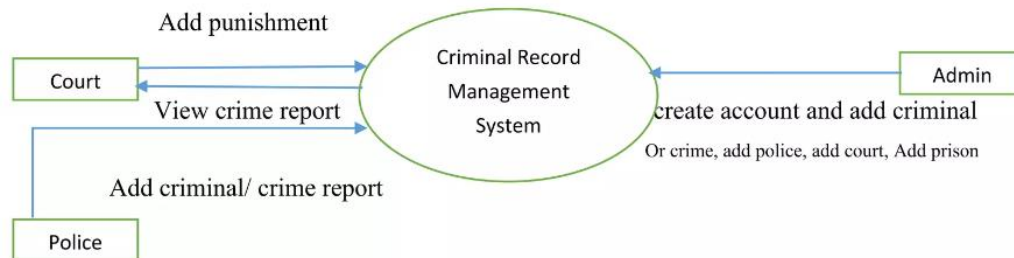 Add punishment
Criminal Record
Management
System
Court
Admin
View crime report
create account and add criminal
Or crime, add police, add court, Add prison
Add criminal/ crime report
Police